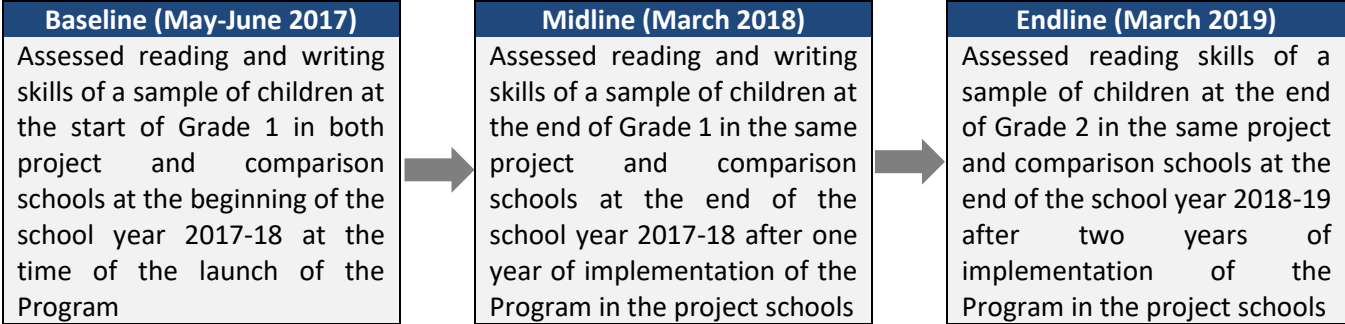 Baseline (May-June 2017)
Assessed reading and writing
skills of a sample of children at
the start of Grade 1 in both
project and comparison
schools at the beginning of the
school year 2017-18 at the
time of the launch of the
Program
Midline (March 2018)
Assessed reading and writing
skills of a sample of children at
the end of Grade 1 in the same
project and comparison
schools at the end of the
school year 2017-18 after one
year of implementation of the
Program in the project schools
Endline (March 2019)
Assessed reading skills of a
sample of children at the end
of Grade 2 in the same project
and comparison schools at the
end of the school year 2018-19
after two years of
implementation of the
Program in the project schools